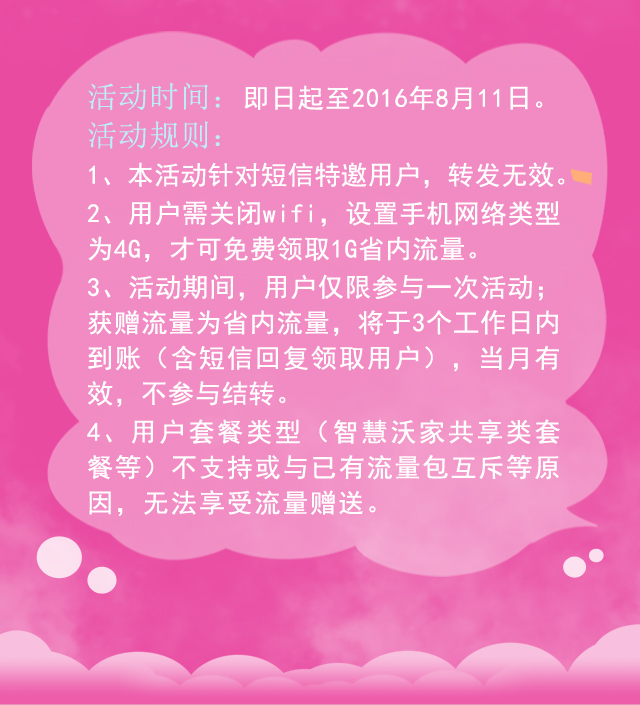 活动时间：即日起至2016年8月11日。
活动规则：
1、本活动针对短信特邀用户，转发无效。
2、用户需关闭wifi，设置手机网络类型
为4G，才可免费领取1G省内流量。
3、活动期间，用户仅限参与一次活动；
获赠流量为省内流量，将于3个工作日内
到账（含短信回复领取用户），当月有
效，不参与结转。
4、用户套餐类型（智慧沃家共享类套
餐等）不支持或与已有流量包互斥等原
因，无法享受流量赠送。